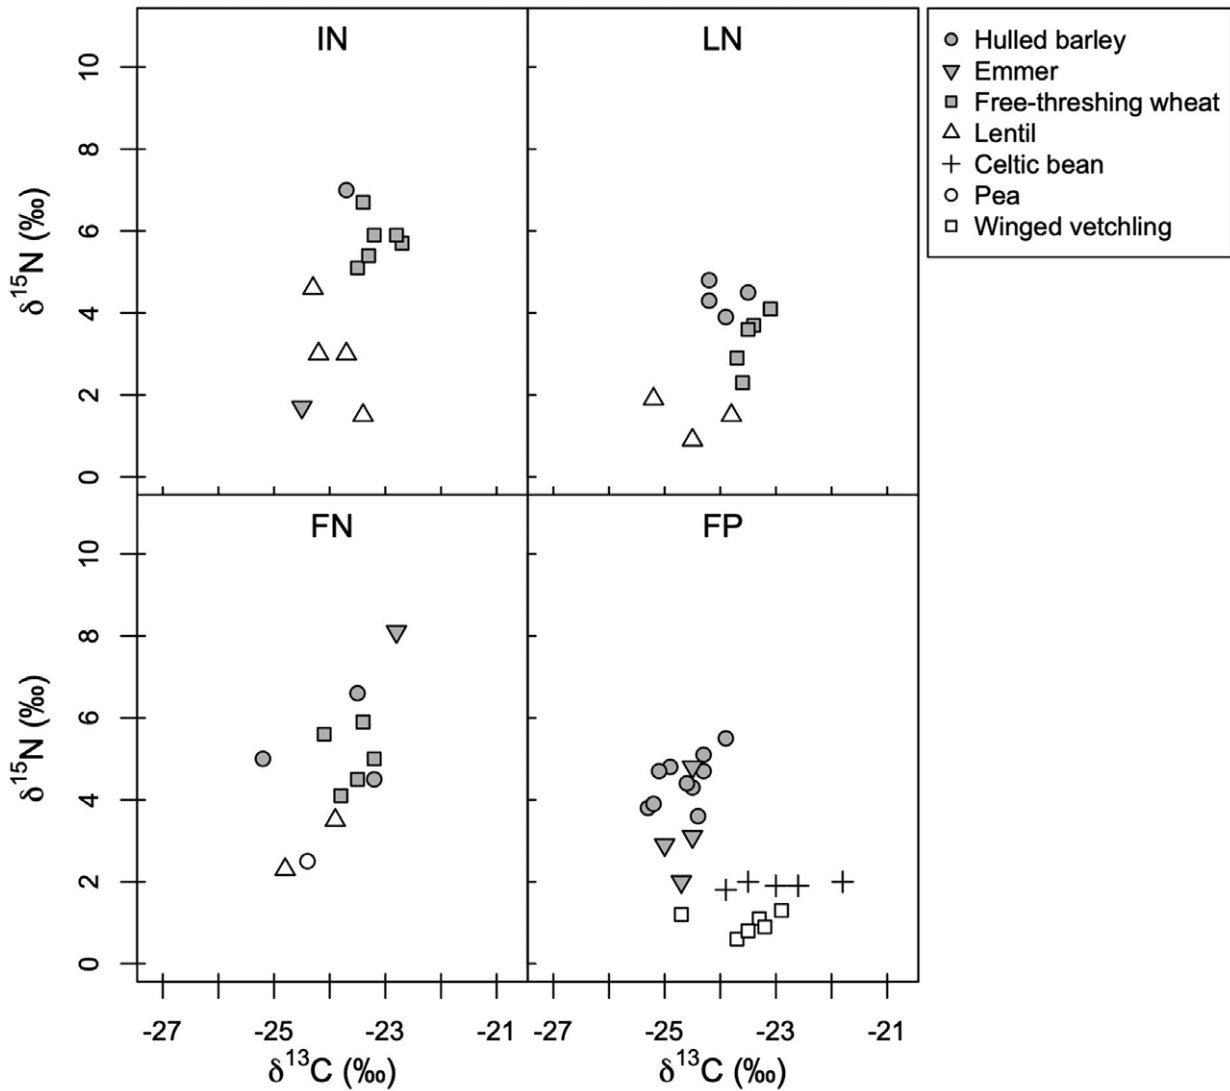 IN
LN
Hulled barley
Emmer
Free-threshing wheat
Lentil
Celtic bean
Pea
Winged vetchling
10
8
6
4
2
0
δ15N (‰)
FN
FP
10
8
6
4
2
0
δ15N (‰)
-27 -25 -23 -21
-27 -25 -23 -21
δ13C (‰)
δ13C (‰)